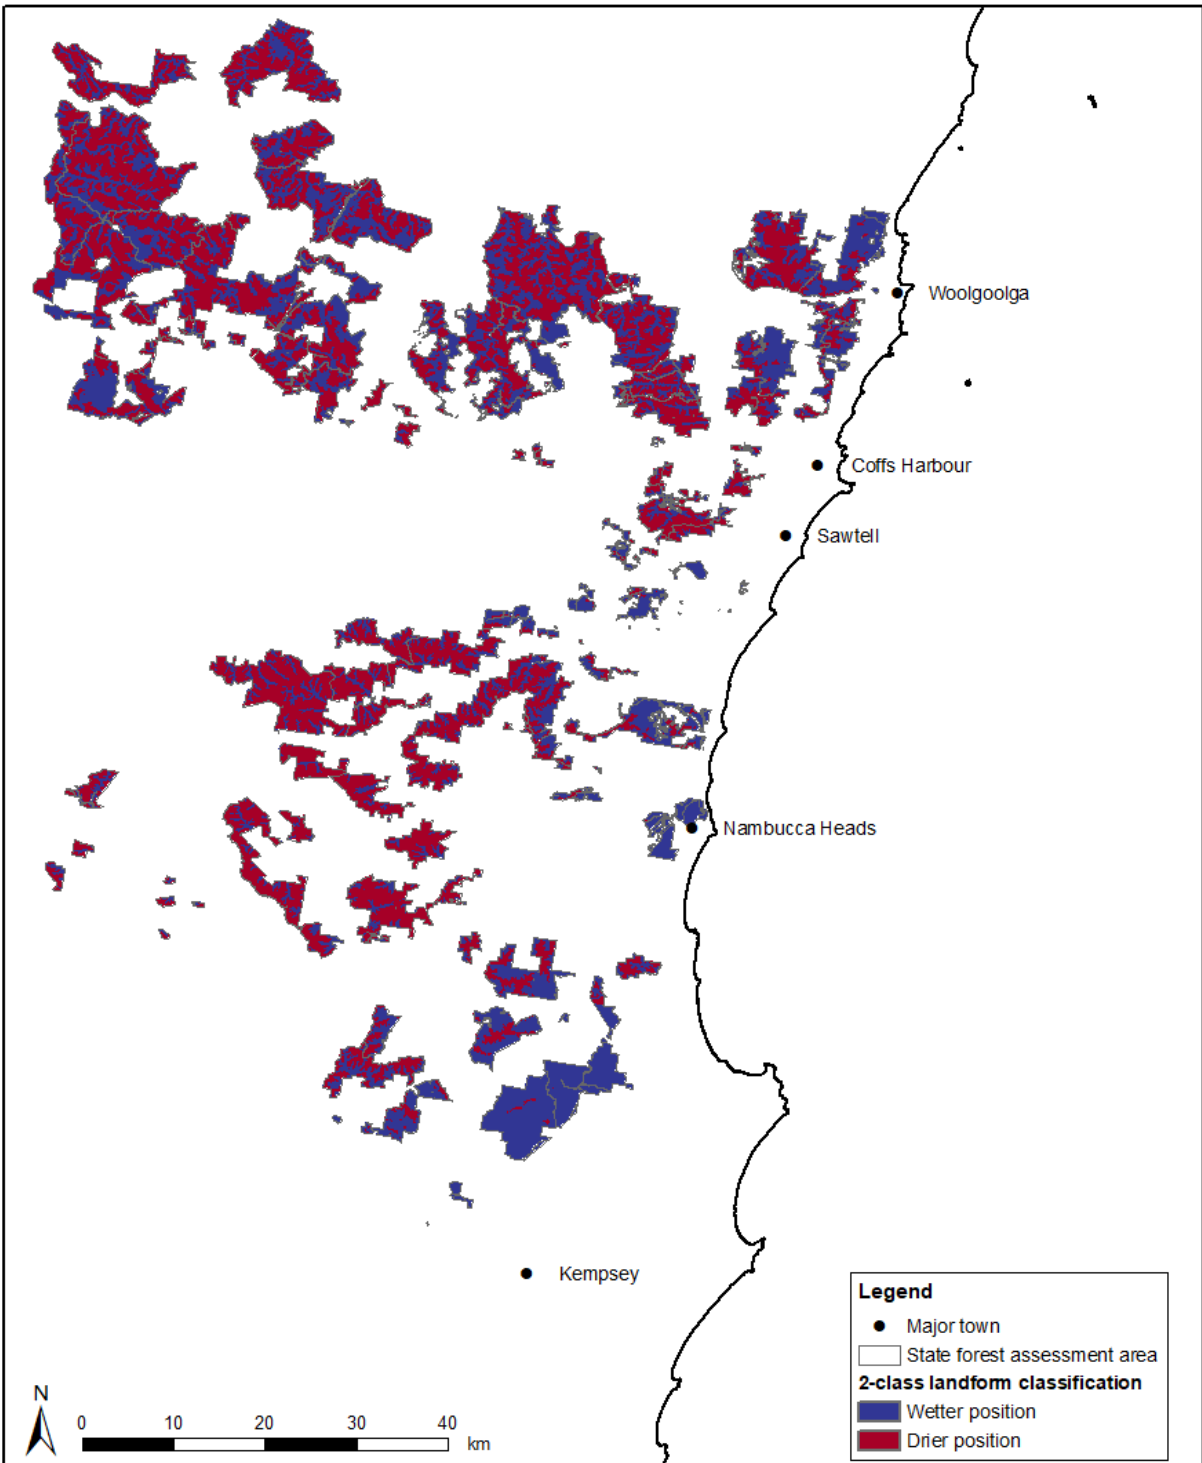 Woolgoolga
Coffs Harbour
Sawtell
Nambucca Heads
Kempsey
Legend
Major town
State forest assessment area
2-class landform classification
Wetter position
Drier position
N
0 10 20 30 40
km